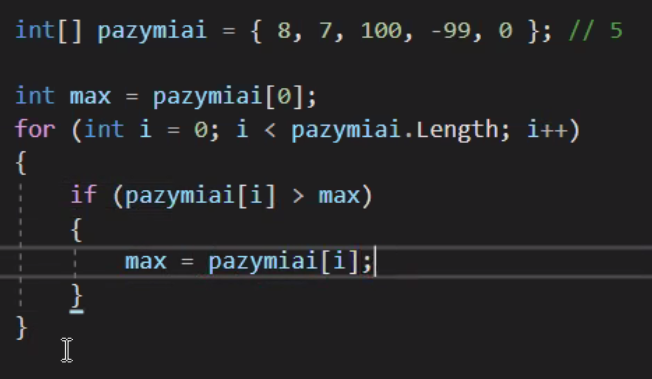 int[] pazymiai = { 8, 7, 100, -99, 0 }; // 5
int max = pazymiai[0];
for (int i = 0; i < pazymiai.Length; i++)
{
    if (pazymiai[i] > max)
    {
        max = pazymiai[i];
    }
}